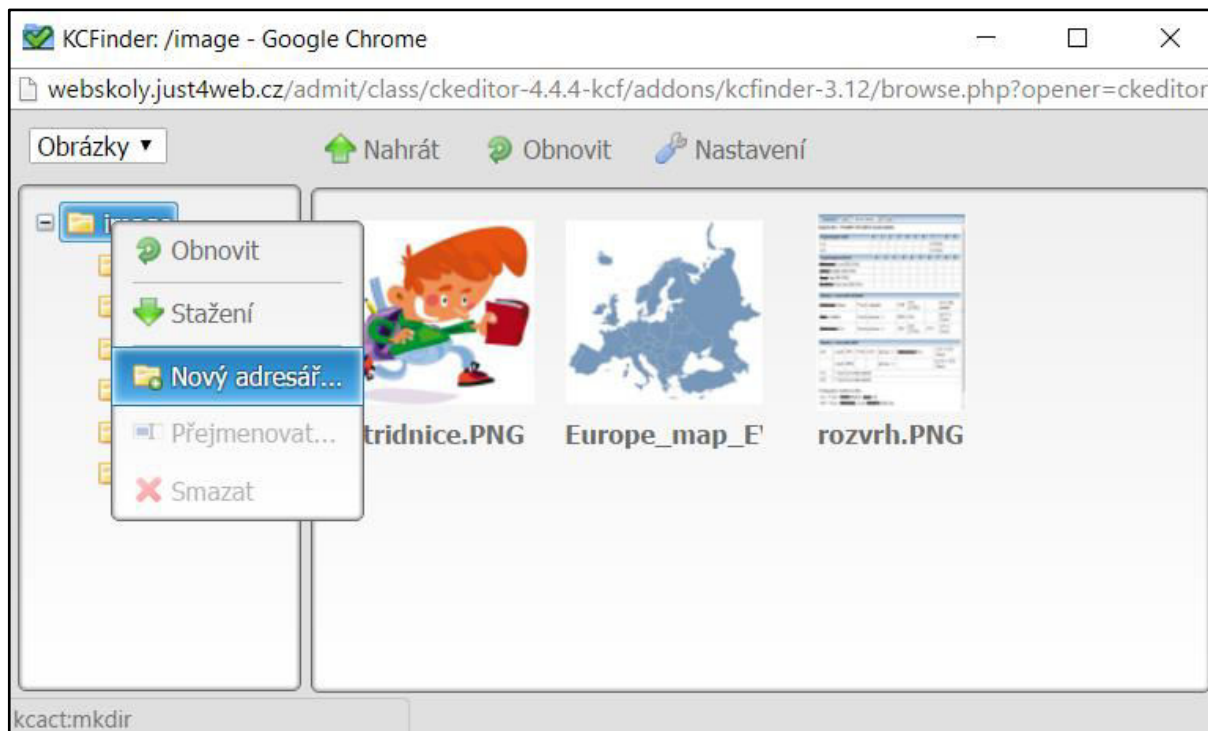 KCFinder: /image - Google Chrome
webskoly.just4web.cz/admit/class/ckeditor-4.4.4-kcf/addons/kcfinder-3.12/browse.php?opener=ckeditor
Obrázky
Nahrát Obnovit Nastavení
Obnovit
Stažení
Nový adresář...
Přejmenovat...
Smazat
tridnice.PNG Europe_map_E rozvrh.PNG
kcact:mkdir